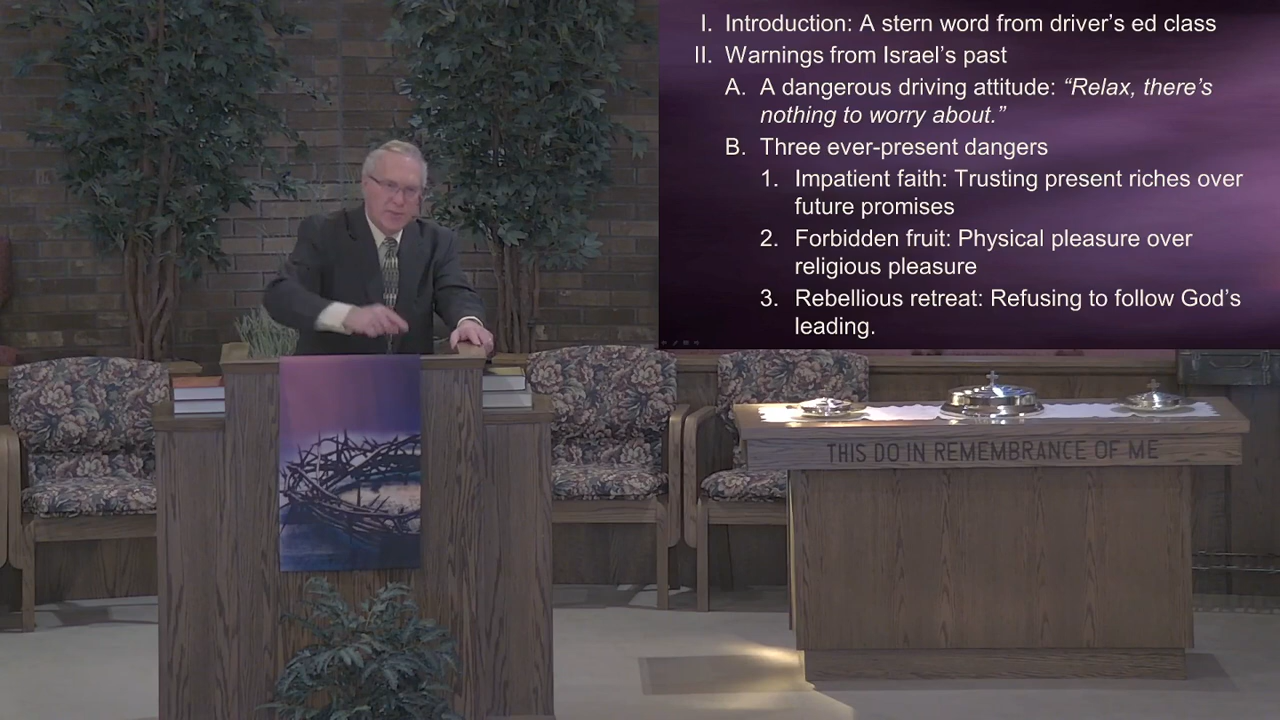 I. Introduction: A stern word from driver's ed class
II. Warnings from Israel's past
A. A dangerous driving attitude: “Relax, there's
nothing to worry about.”
B. Three ever-present dangers
1. Impatient faith: Trusting present riches over
future promises
2. Forbidden fruit: Physical pleasure over
religious pleasure
3. Rebellious retreat: Refusing to follow God's
leading.
THIS DO IN REMEMBRANCE OF ME